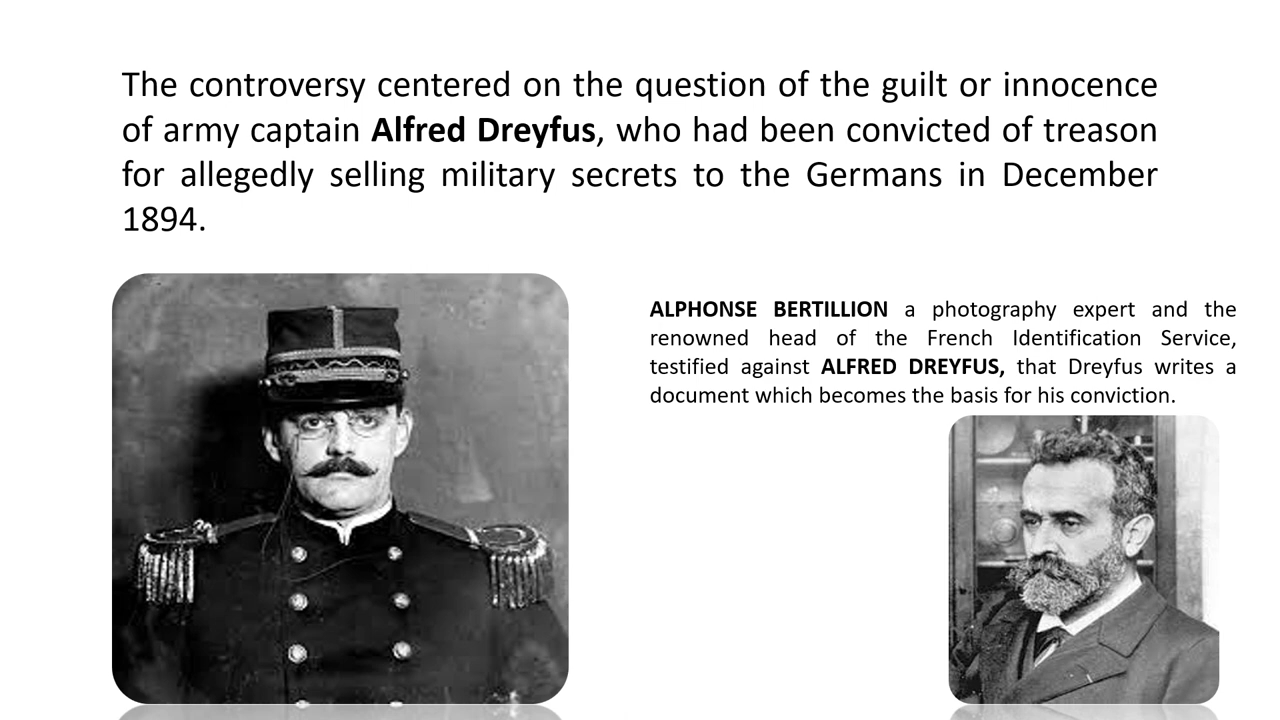 The controversy centered on the question of the guilt or innocence
of army captain Alfred Dreyfus, who had been convicted of treason
for allegedly selling military secrets to the Germans in December
1894.
ALPHONSE BERTILLION a photography expert and the
renowned head of the French Identification Service,
testified against ALFRED DREYFUS, that Dreyfus writes a
document which becomes the basis for his conviction.